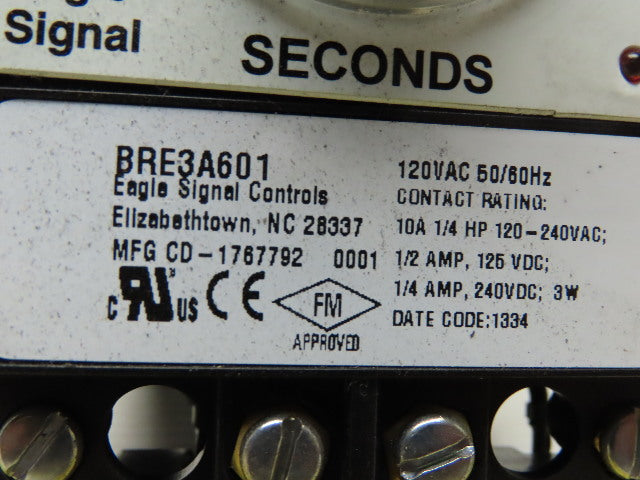 Signal
SECONDS
BRE3A601
Eagle Signal Controls
Elizabethtown, NC 28337
MFG CD-1767792 0001
C UR US CE FM
APPROVED
120VAC 50/60Hz
CONTACT RATING:
10A 1/4 HP 120-240VAC;
1/2 AMP, 125 VDC;
1/4 AMP, 240VDC; 3W
DATE CODE:1334